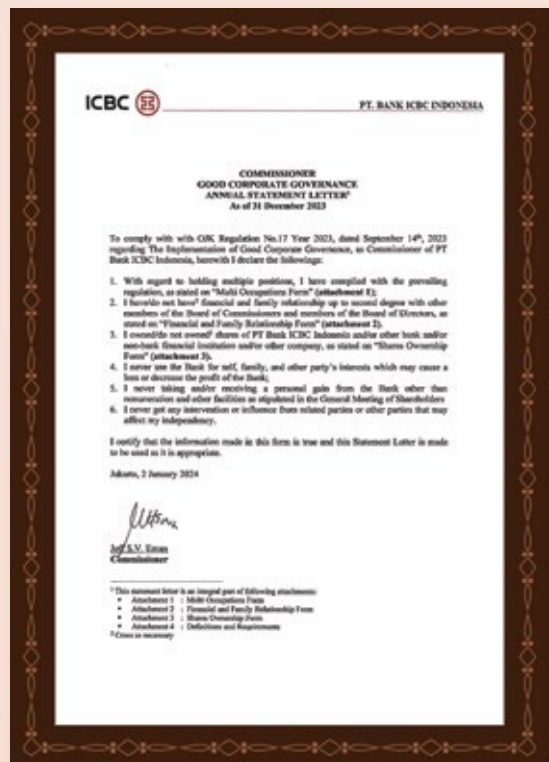 ICBC
PT. BANK ICBC INDONESIA
COMMISSIONER
GOOD CORPORATE GOVERNANCE
ANNUAL STATEMENT LETTER¹
As of 31 December 2023
To comply with with OJK Regulation No.17 Year 2023, dated September 14th, 2023
regarding The Implementation of Good Corporate Governance, as Commissioner of PT
Bank ICBC Indonesia, herewith I declare the followings:
1. With regard to holding multiple positions, I have complied with the prevailing
regulation, as stated on "Multi Occupations Form" (attachment 1);
2. I have/do not have² financial and family relationship up to second degree with other
members of the Board of Commissioners and members of the Board of Directors, as
stated on "Financial and Family Relationship Form" (attachment 2).
3. I owned/do not owned² shares of PT Bank ICBC Indonesia and/or other bank and/or
non-bank financial institution and/or other company, as stated on "Shares Ownership
Form" (attachment 3).
4. I never use the Bank for self, family, and other party's interests which may cause a
loss or decrease the profit of the Bank;
5. I never taking and/or receiving a personal gain from the Bank other than
remuneration and other facilities as stipulated in the General Meeting of Shareholders
6. I never got any intervention or influence from related parties or other parties that may
affect my independency.
I certify that the information made in this form is true and this Statement Letter is made
to be used as it is appropriate.
Jakarta, 2 January 2024
Jeff S.V. Eman
Commissioner
¹ This statement letter is an integral part of following attachments:
• Attachment 1 : Multi Occupations Form
• Attachment 2 : Financial and Family Relationship Form
• Attachment 3 : Shares Ownership Form
• Attachment 4 : Definitions and Requirements
² Cross as necessary